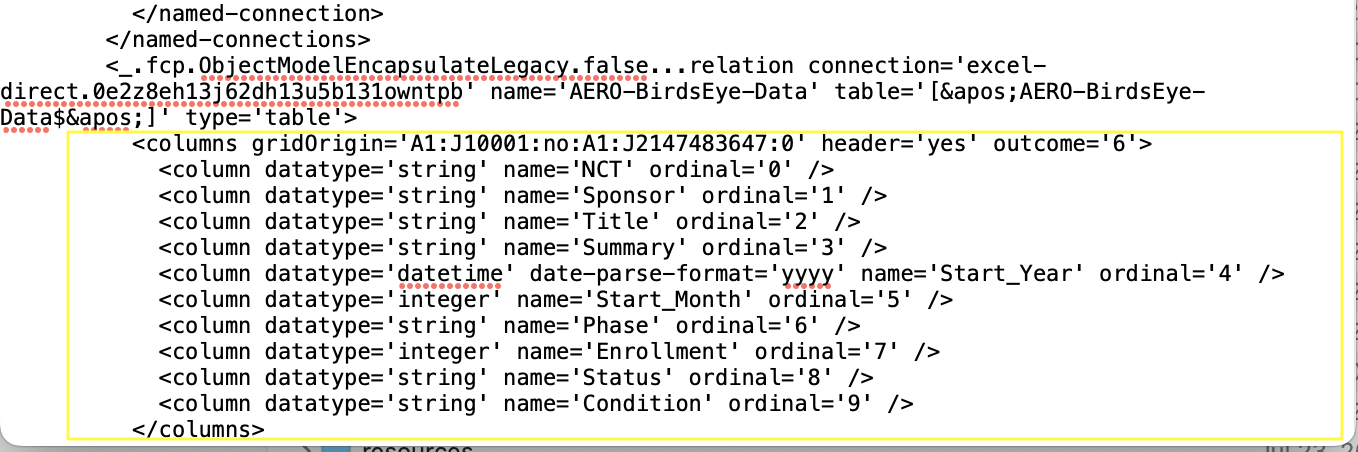 </named-connection>
</named-connections>
<_.fcp.ObjectModelEncapsulateLegacy.false...relation connection='excel-
direct.0e2z8eh13j62dh13u5b131owntpb' name='AERO-BirdsEye-Data' table='[&apos;AERO-BirdsEye-
Data$&apos;]' type='table'>
<columns gridOrigin='A1:J10001:no:A1:J2147483647:0' header='yes' outcome='6'>
<column datatype='string' name='NCT' ordinal='0' />
<column datatype='string' name='Sponsor' ordinal='1' />
<column datatype='string' name='Title' ordinal='2' />
<column datatype='string' name='Summary' ordinal='3' />
<column datatype='datetime' date-parse-format='yyyy' name='Start_Year' ordinal='4' />
<column datatype='integer' name='Start_Month' ordinal='5' />
<column datatype='string' name='Phase' ordinal='6' />
<column datatype='integer' name='Enrollment' ordinal='7' />
<column datatype='string' name='Status' ordinal='8' />
<column datatype='string' name='Condition' ordinal='9' />
</columns>
resources